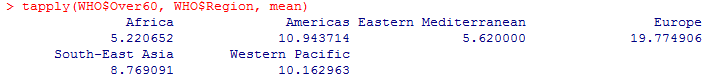 > tapply(WHO$Over60, WHO$Region, mean)
Africa Americas Eastern Mediterranean Europe
5.220652 10.943714 5.620000 19.774906
South-East Asia Western Pacific
8.769091 10.162963